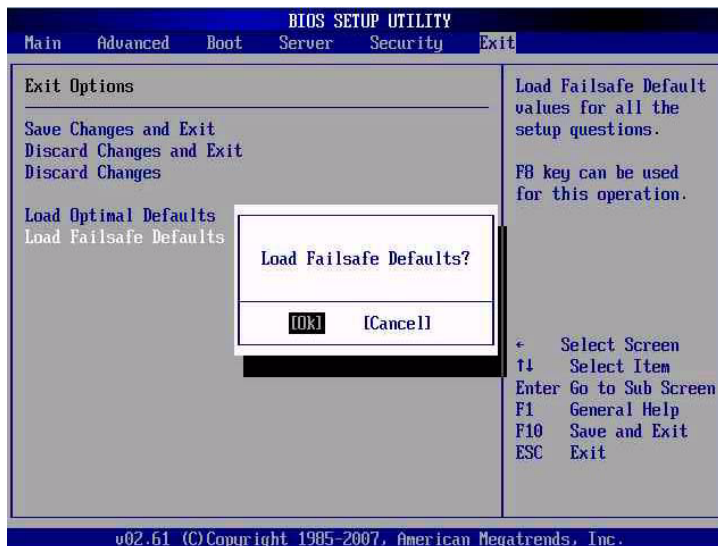 BIOS SETUP UTILITY
Main Advanced Boot Server Security Exit
Exit Options
Save Changes and Exit
Discard Changes and Exit
Discard Changes
Load Optimal Defaults
Load Failsafe Defaults
Load Failsafe Defaults?
[Ok] [Cancel]
Load Failsafe Default
values for all the
setup questions.
F8 key can be used
for this operation.
← Select Screen
↑↓ Select Item
Enter Go to Sub Screen
F1 General Help
F10 Save and Exit
ESC Exit
v02.61 (C)Copyright 1985-2007, American Megatrends, Inc.